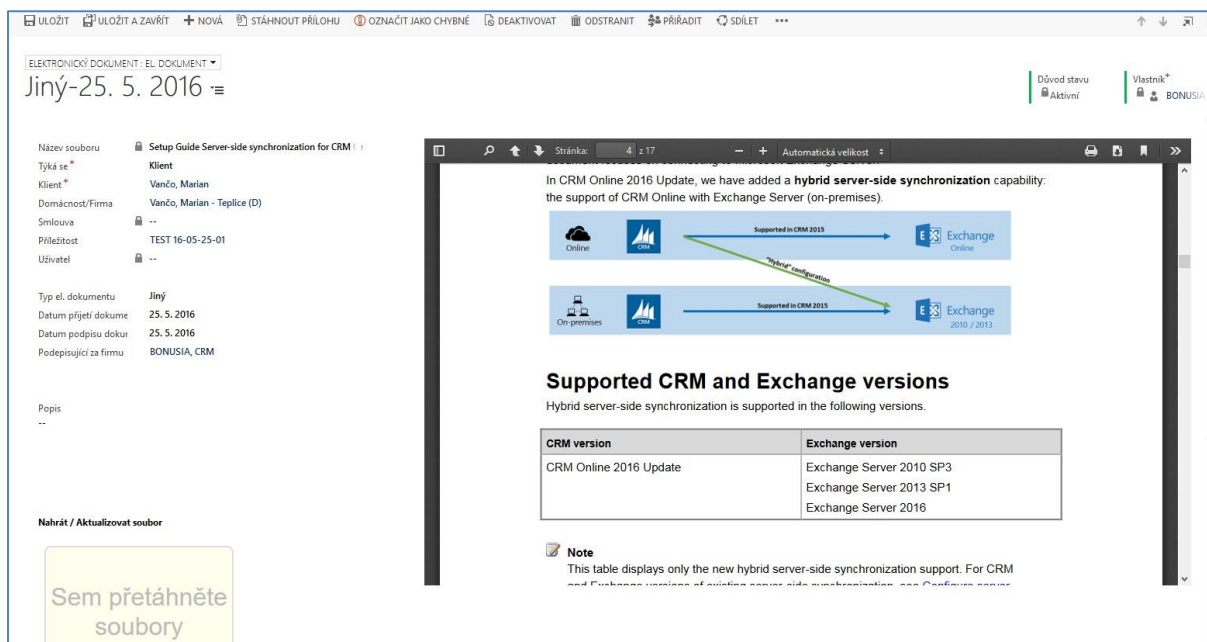 ULOŽIT ULOŽIT A ZAVŘÍT NOVÁ STÁHNOUT PŘÍLOHU OZNAČIT JAKO CHYBNÉ DEAKTIVOVAT ODSTRANIT PŘIŘADIT SDÍLET •••
ELEKTRONICKÝ DOKUMENT : EL. DOKUMENT
Jiný-25. 5. 2016
Důvod stavu
Aktivní
Vlastník*
BONUSIA
Název souboru Setup Guide Server-side synchronization for CRM
Týká se* Klient
Klient* Vančo, Marian
Domácnost/Firma Vančo, Marian - Teplice (D)
Smlouva --
Příležitost TEST 16-05-25-01
Uživatel --
Typ el. dokumentu Jiný
Datum přijetí dokume 25. 5. 2016
Datum podpisu dokur 25. 5. 2016
Podepisující za firmu BONUSIA, CRM
Popis
--
Nahrát / Aktualizovat soubor
Sem přetáhněte
soubory
Stránka: 4 z 17 − + Automatická velikost
In CRM Online 2016 Update, we have added a hybrid server-side synchronization capability:
the support of CRM Online with Exchange Server (on-premises).
Online
CRM
Supported in CRM 2015
E Exchange
Online
"Hybrid" configuration
On-premises
CRM
Supported in CRM 2015
E Exchange
2010 / 2013
Supported CRM and Exchange versions
Hybrid server-side synchronization is supported in the following versions.
CRM version Exchange version
CRM Online 2016 Update Exchange Server 2010 SP3
Exchange Server 2013 SP1
Exchange Server 2016
Note
This table displays only the new hybrid server-side synchronization support. For CRM